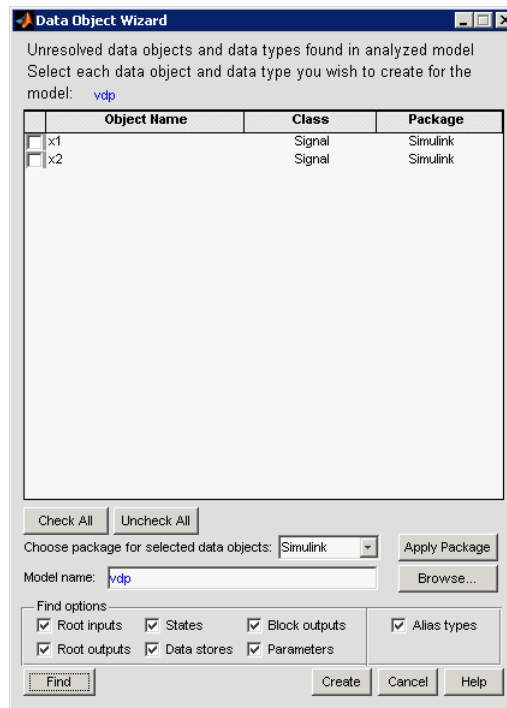 Data Object Wizard
Unresolved data objects and data types found in analyzed model
Select each data object and data type you wish to create for the
model: vdp
Object Name Class Package
x1 Signal Simulink
x2 Signal Simulink
Check All Uncheck All
Choose package for selected data objects: Simulink Apply Package
Model name: vdp Browse...
Find options
Root inputs States Block outputs Alias types
Root outputs Data stores Parameters
Find Create Cancel Help